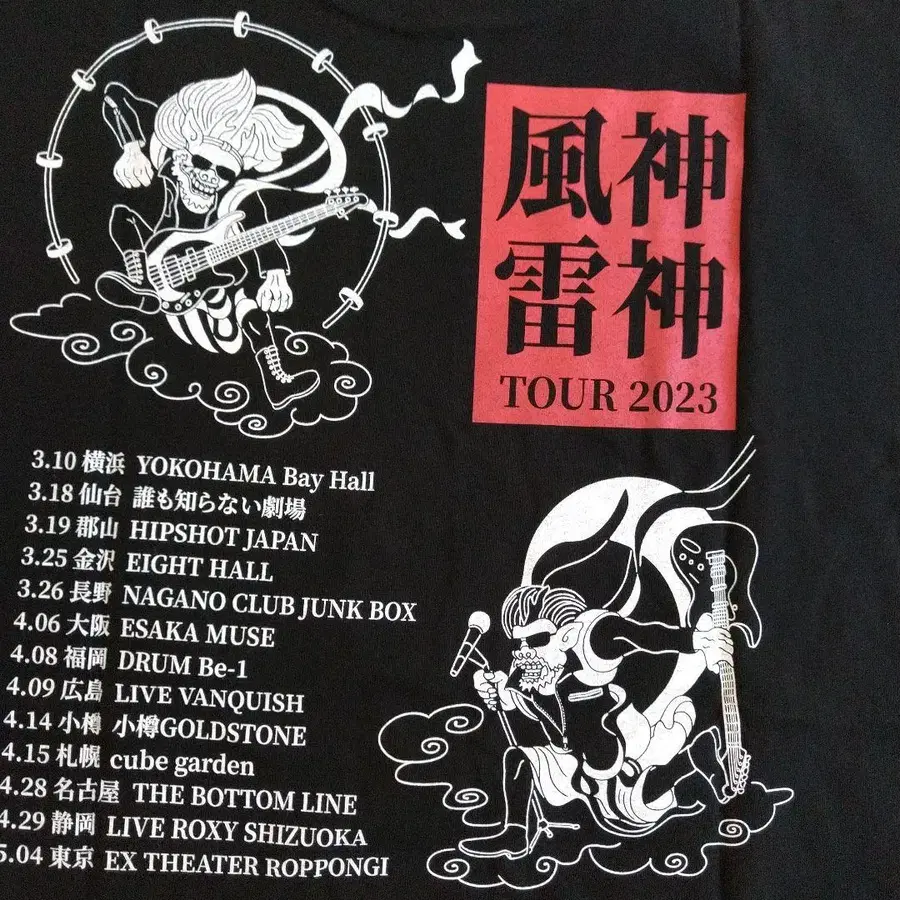 風神
雷神
TOUR 2023
3.10 横浜 YOKOHAMA Bay Hall
3.18 仙台 誰も知らない劇場
3.19 郡山 HIPSHOT JAPAN
3.25 金沢 EIGHT HALL
3.26 長野 NAGANO CLUB JUNK BOX
4.06 大阪 ESAKA MUSE
4.08 福岡 DRUM Be-1
4.09 広島 LIVE VANQUISH
4.14 小樽 小樽GOLDSTONE
4.15 札幌 cube garden
4.28 名古屋 THE BOTTOM LINE
4.29 静岡 LIVE ROXY SHIZUOKA
5.04 東京 EX THEATER ROPPONGI